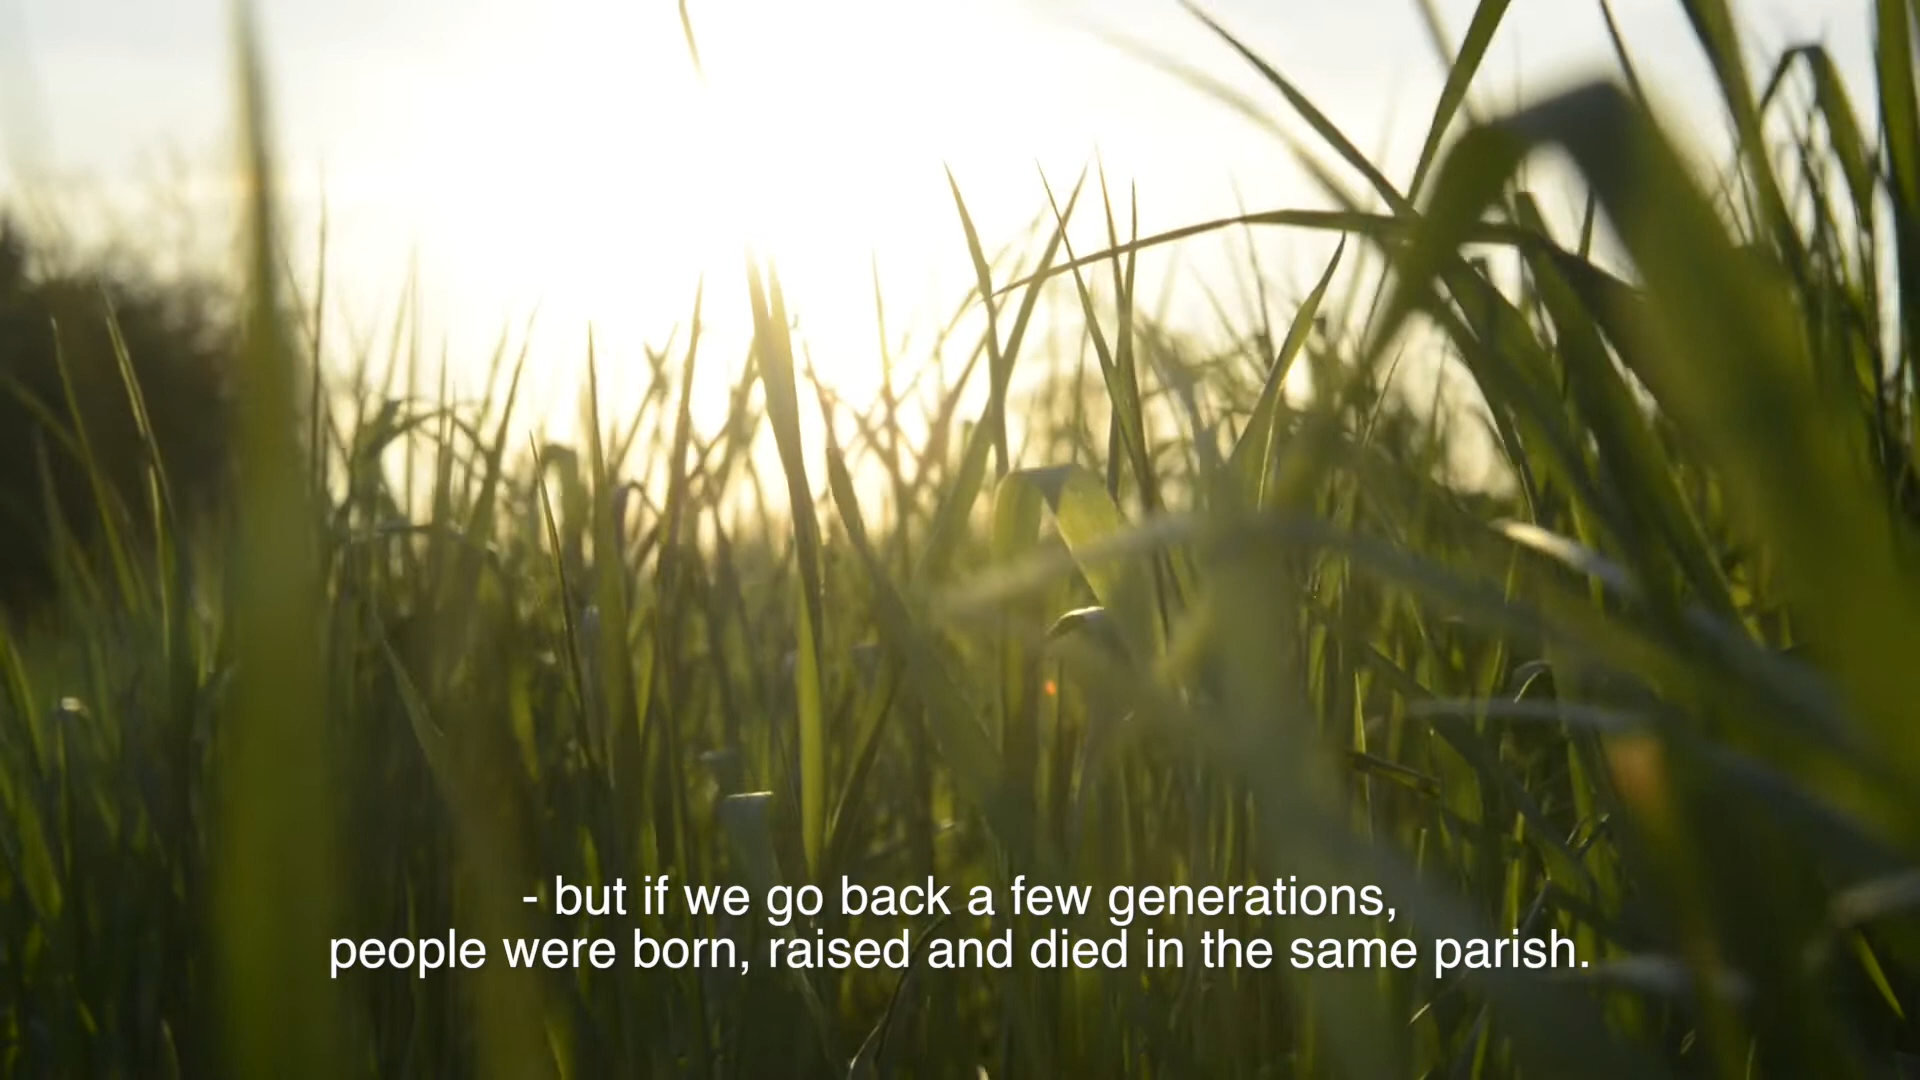 - but if we go back a few generations,
people were born, raised and died in the same parish.